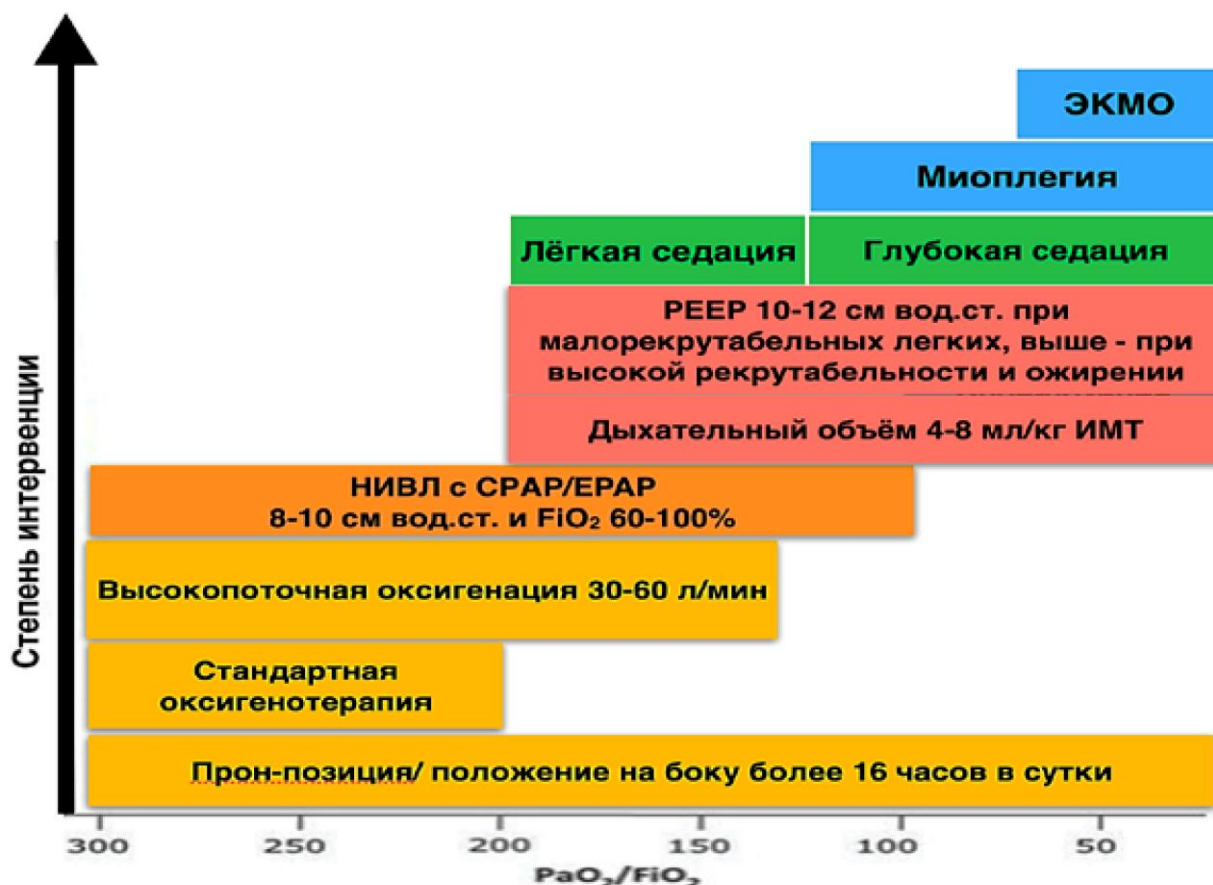 ЭКМО
Миоплегия
Лёгкая седация
Глубокая седация
PEEP 10-12 см вод.ст. при
малорекрутабельных легких, выше - при
высокой рекрутабельности и ожирении
Дыхательный объём 4-8 мл/кг ИМТ
НИВЛ с CPAP/EPAP
8-10 см вод.ст. и FiO₂ 60-100%
Высокопоточная оксигенация 30-60 л/мин
Стандартная
оксигенотерапия
Прон-позиция/ положение на боку более 16 часов в сутки
Степень интервенции
300 250 200 150 100 50
PaO₂/FiO₂